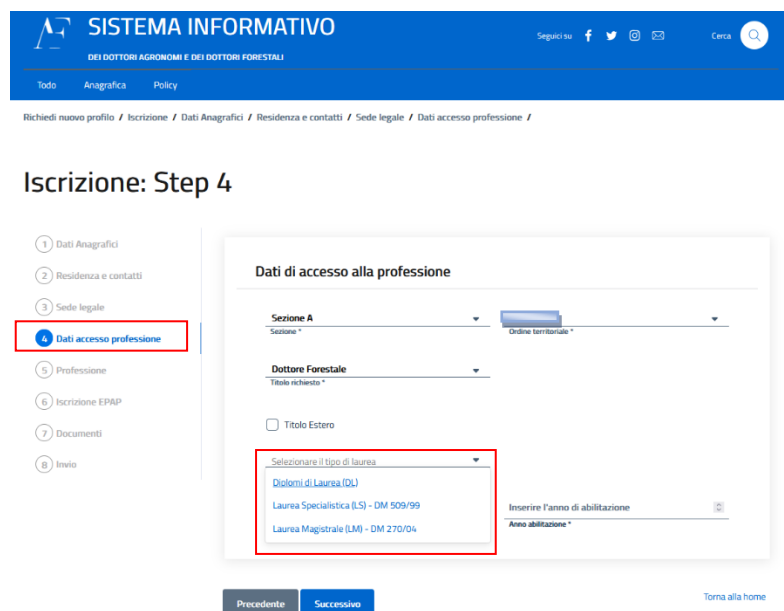 SISTEMA INFORMATIVO
DEI DOTTORI AGRONOMI E DEI DOTTORI FORESTALI
Seguici su
Cerca
Todo Anagrafica Policy
Richiedi nuovo profilo / Iscrizione / Dati Anagrafici / Residenza e contatti / Sede legale / Dati accesso professione /
Iscrizione: Step 4
1 Dati Anagrafici
2 Residenza e contatti
3 Sede legale
4 Dati accesso professione
5 Professione
6 Iscrizione EPAP
7 Documenti
8 Invio
Dati di accesso alla professione
Sezione A
Sezione *
Ordine territoriale *
Dottore Forestale
Titolo richiesto *
Titolo Estero
Selezionare il tipo di laurea
Diplomi di Laurea (DL)
Laurea Specialistica (LS) - DM 509/99
Laurea Magistrale (LM) - DM 270/04
Inserire l'anno di abilitazione
Anno abilitazione *
Precedente Successivo
Torna alla home